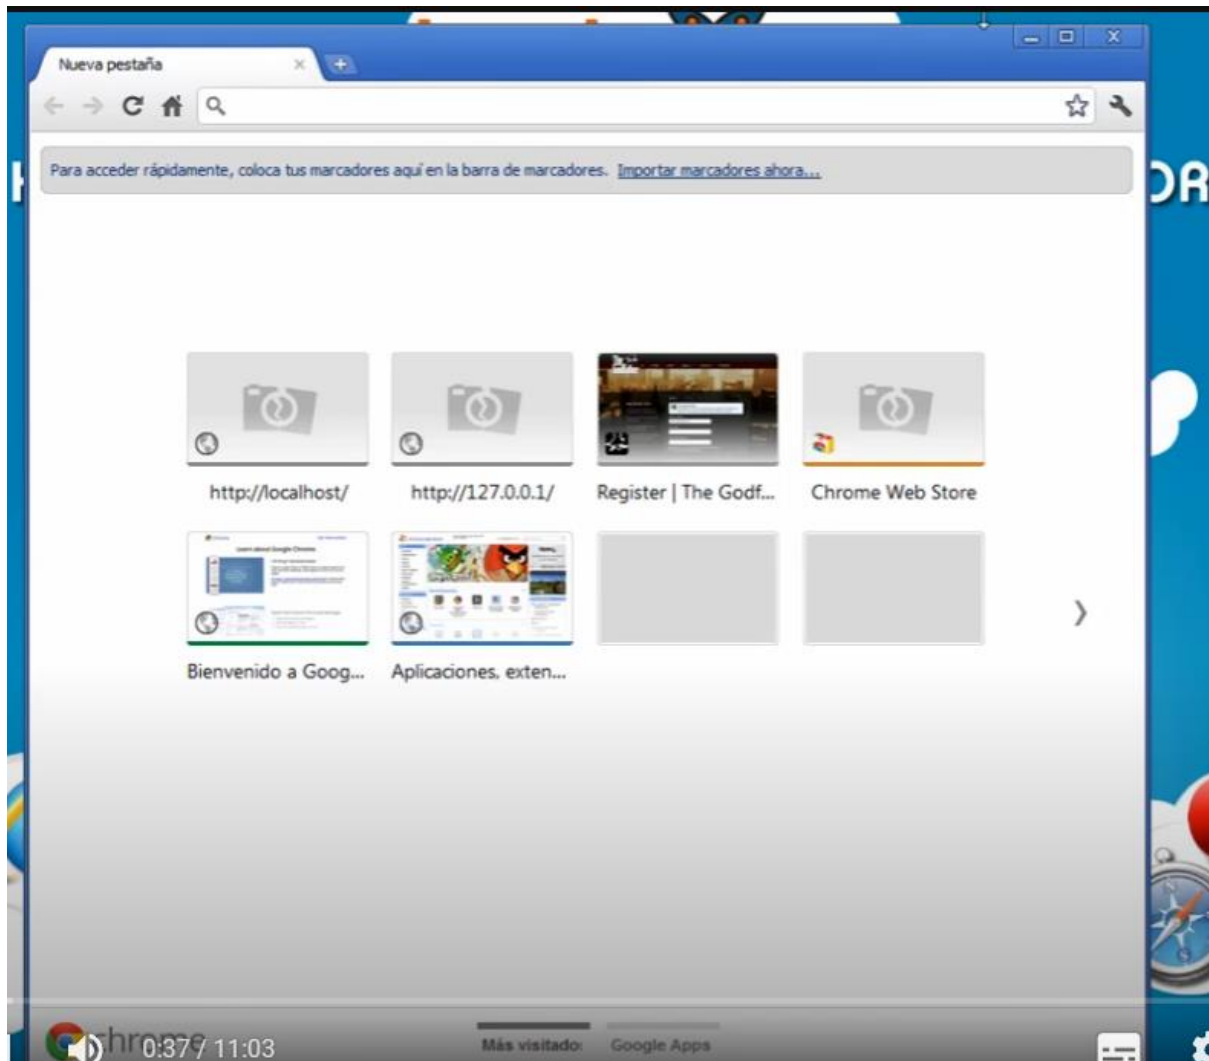 Nueva pestaña
Para acceder rápidamente, coloca tus marcadores aquí en la barra de marcadores. Importar marcadores ahora...
http://localhost/ http://127.0.0.1/ Register | The Godf... Chrome Web Store
Bienvenido a Goog... Aplicaciones, exten...
chrome Más visitado: Google Apps
0:37 / 11:03